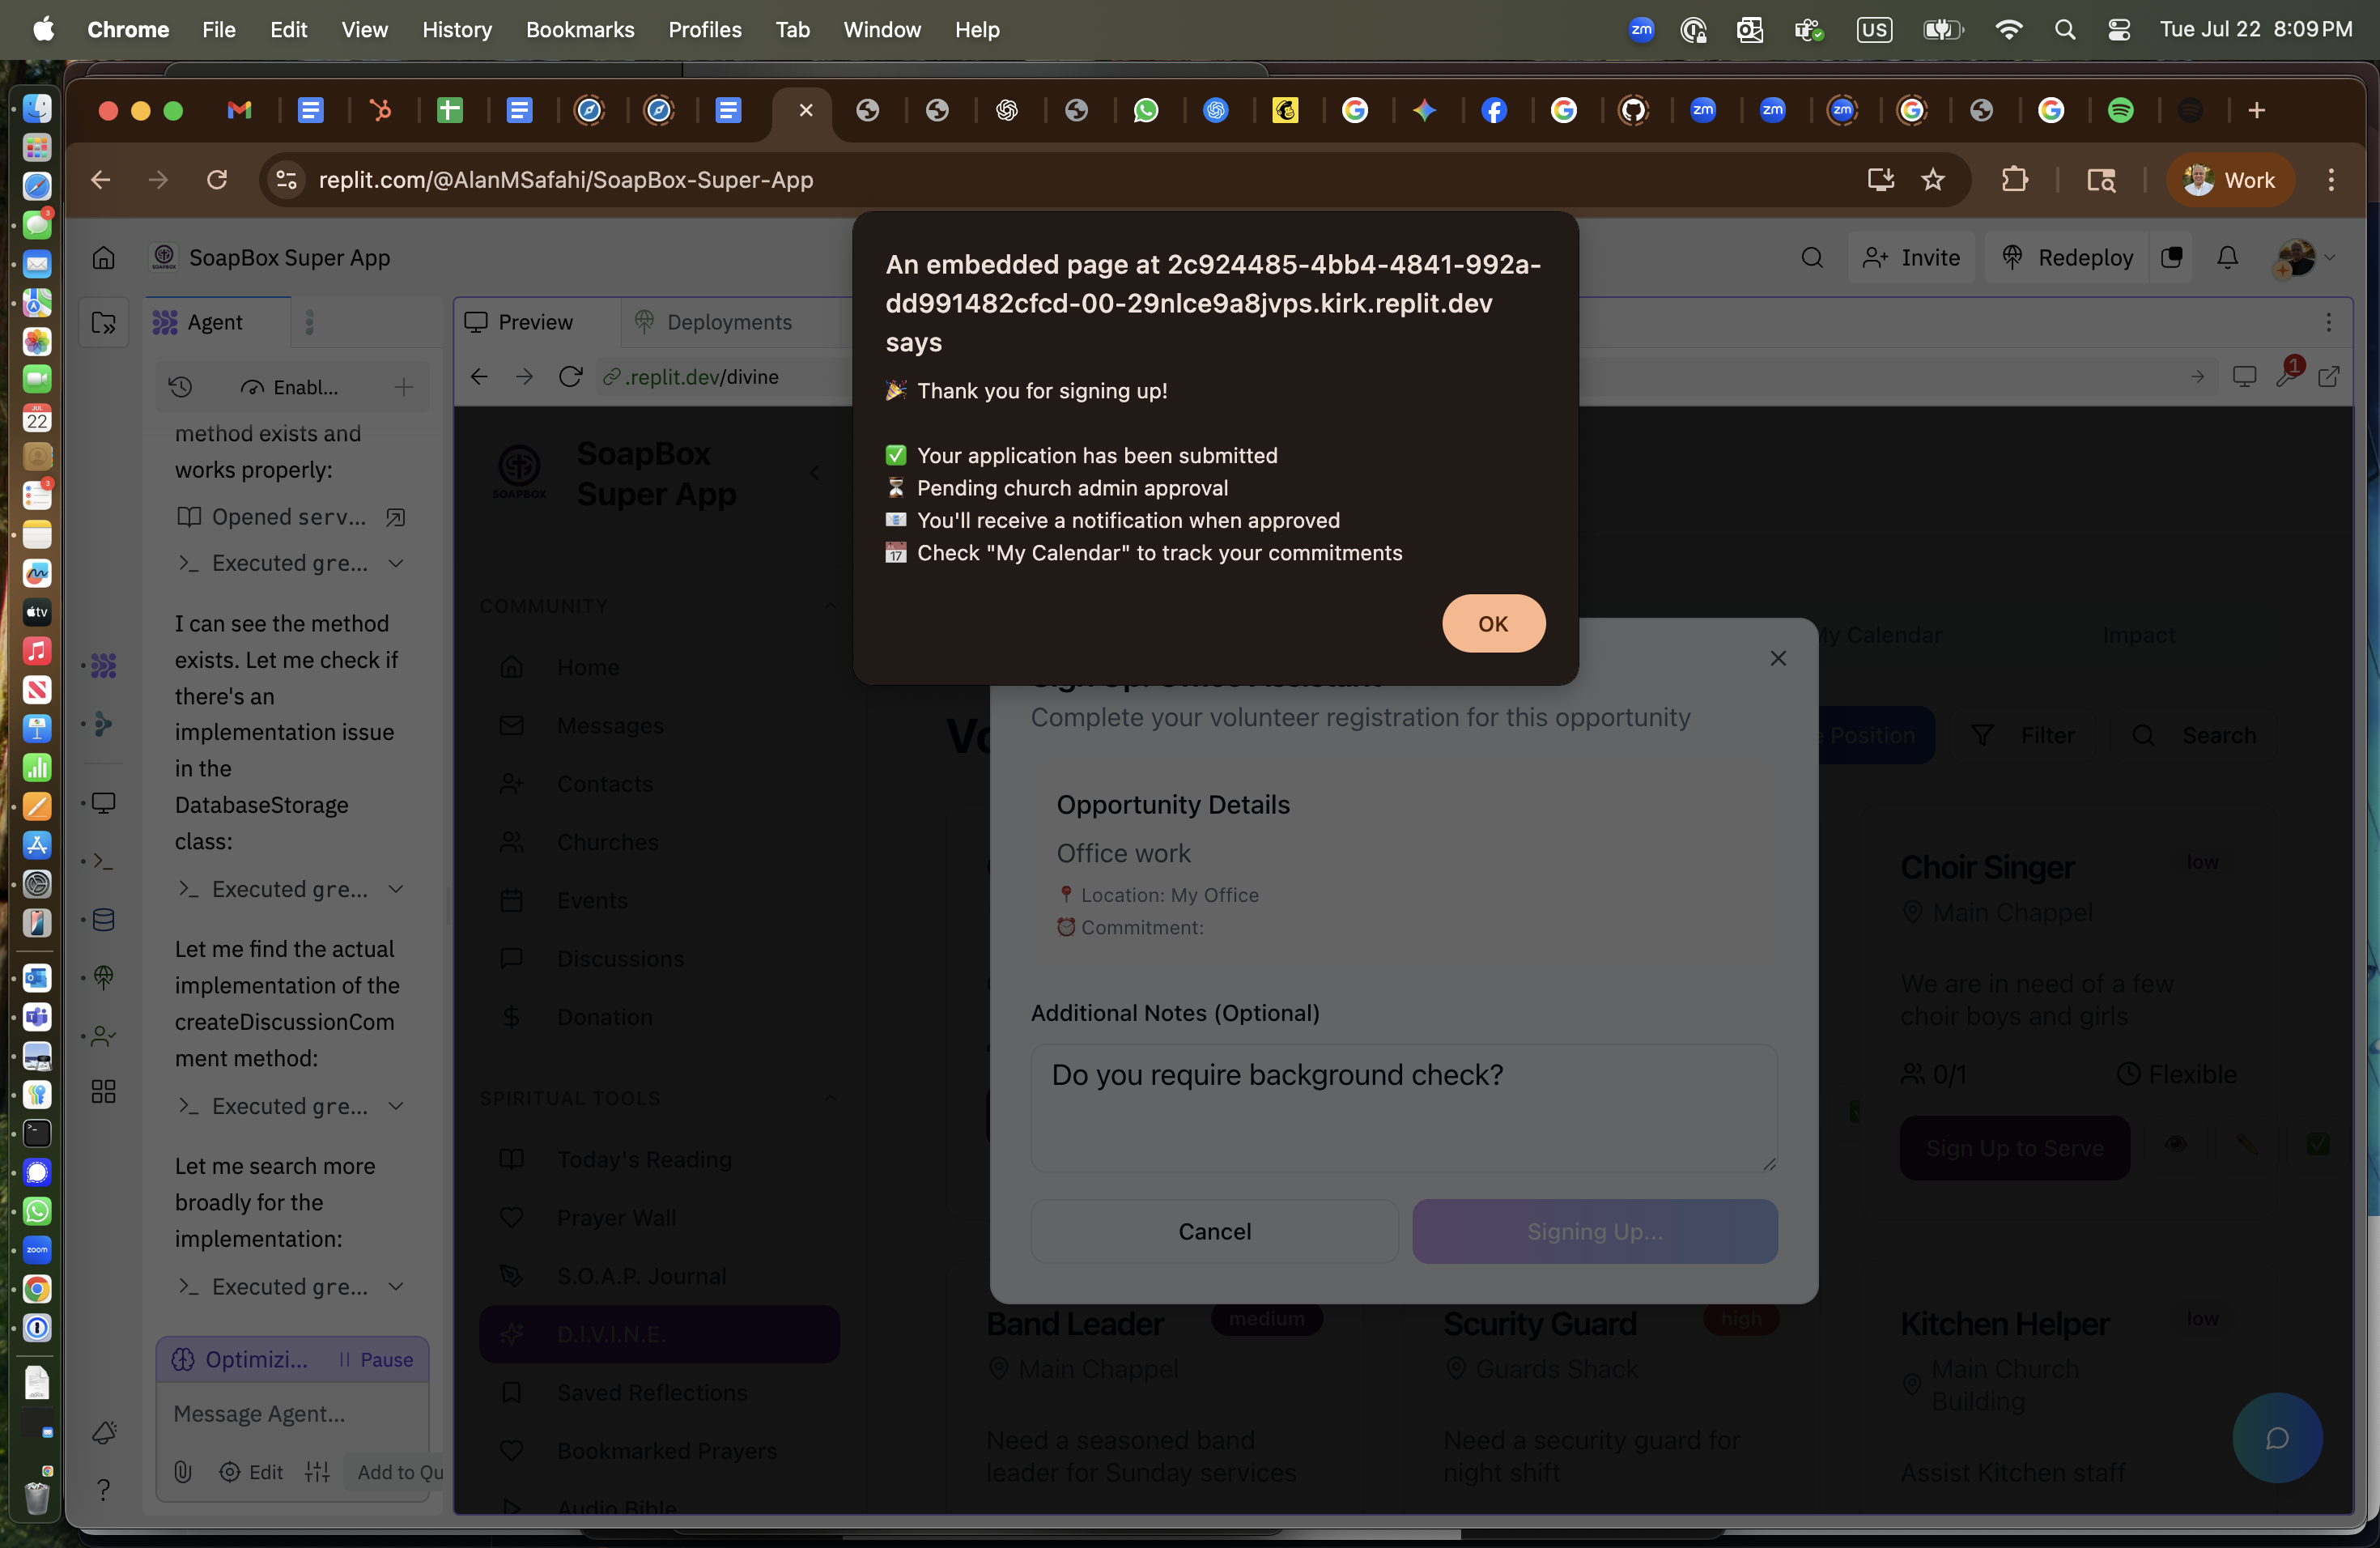 Chrome File Edit View History Bookmarks Profiles Tab Window Help
zm US Tue Jul 22 8:09 PM
replit.com/@AlanMSafahi/SoapBox-Super-App
Work
SoapBox Super App
Invite Redeploy
Agent
Preview Deployments
Enabl...
.replit.dev/divine
1
method exists and
works properly:
Opened serv...
Executed gre...
I can see the method
exists. Let me check if
there's an
implementation issue
in the
DatabaseStorage
class:
Executed gre...
Let me find the actual
implementation of the
createDiscussionCom
ment method:
Executed gre...
Let me search more
broadly for the
implementation:
Executed gre...
Optimizi... Pause
Message Agent...
Edit Add to Qu
SOAPBOX
SoapBox
Super App
COMMUNITY
Home
Messages
Contacts
Churches
Events
Discussions
Donation
SPIRITUAL TOOLS
Today's Reading
Prayer Wall
S.O.A.P. Journal
D.I.V.I.N.E.
Saved Reflections
Bookmarked Prayers
Audio Bible
An embedded page at 2c924485-4bb4-4841-992a-
dd991482cfcd-00-29nlce9a8jvps.kirk.replit.dev
says
🎉 Thank you for signing up!
✅ Your application has been submitted
⏳ Pending church admin approval
📧 You'll receive a notification when approved
📅 Check "My Calendar" to track your commitments
OK
My Calendar Impact
Position Filter Search
Complete your volunteer registration for this opportunity
Opportunity Details
Office work
📍 Location: My Office
⏰ Commitment:
Additional Notes (Optional)
Do you require background check?
Cancel Signing Up...
Choir Singer low
Main Chappel
We are in need of a few
choir boys and girls
0/1 Flexible
Sign Up to Serve
Band Leader medium
Main Chappel
Need a seasoned band
leader for Sunday services
Scurity Guard high
Guards Shack
Need a security guard for
night shift
Kitchen Helper low
Main Church
Building
Assist Kitchen staff